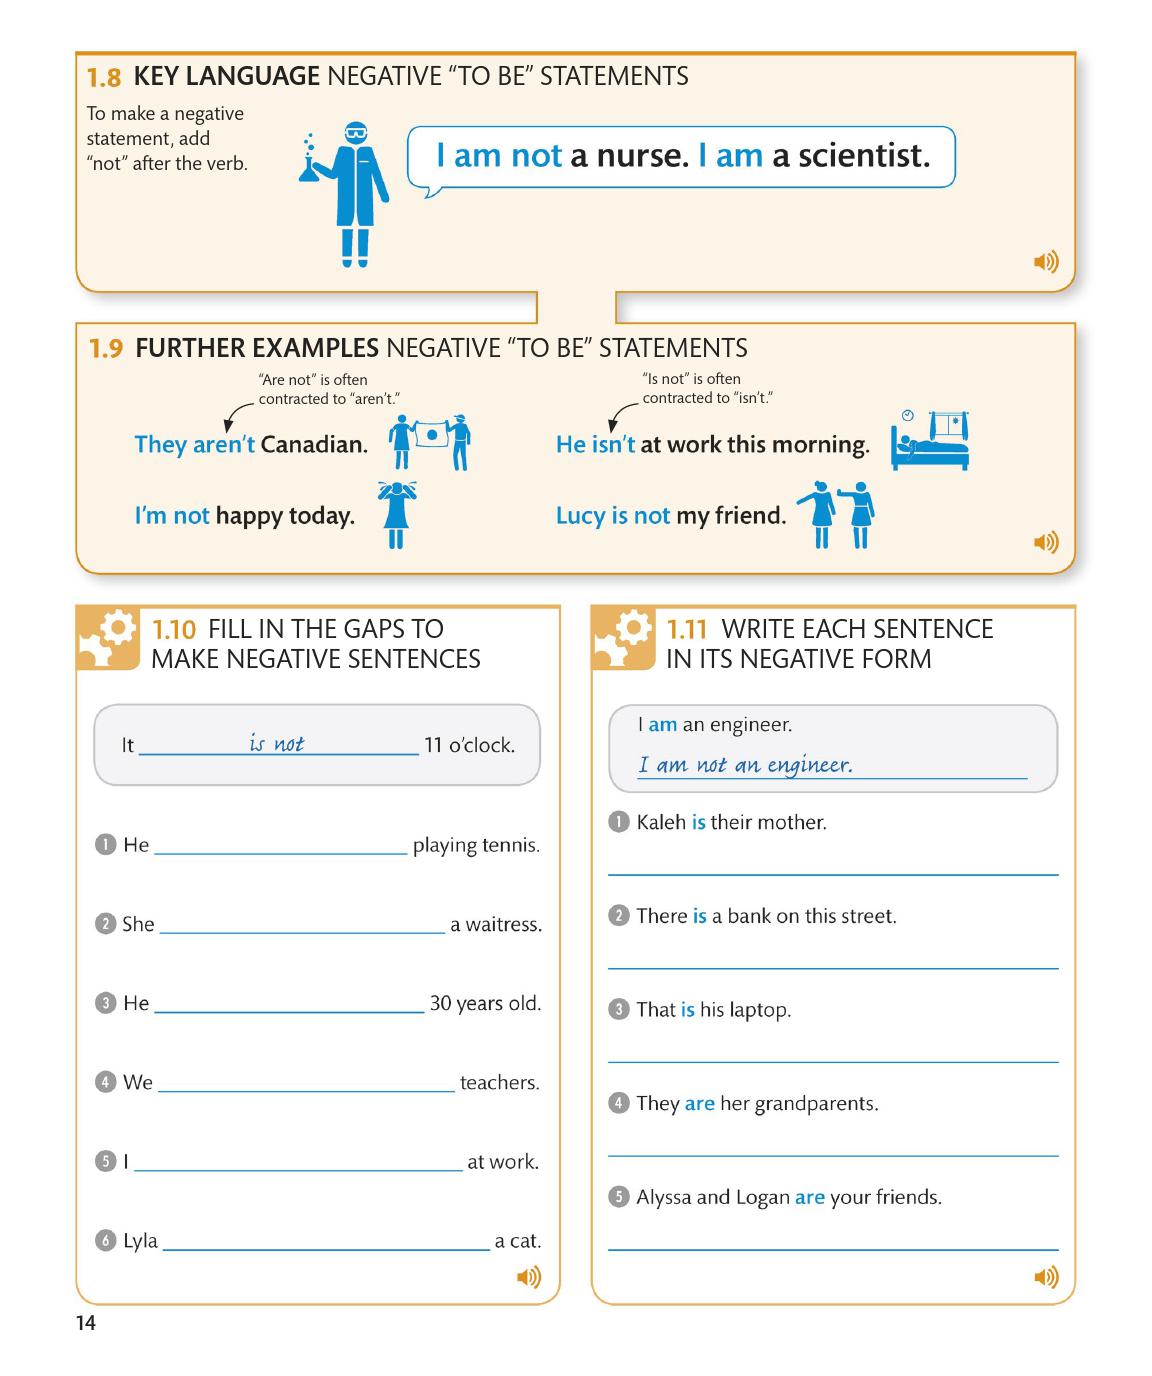 1.8 KEY LANGUAGE NEGATIVE “TO BE” STATEMENTS
To make a negative
statement, add
“not” after the verb.
I am not a nurse. I am a scientist.
1.9 FURTHER EXAMPLES NEGATIVE “TO BE” STATEMENTS
“Are not” is often
contracted to “aren’t.”
They aren’t Canadian.
“Is not” is often
contracted to “isn’t.”
He isn’t at work this morning.
I’m not happy today.
Lucy is not my friend.
1.10 FILL IN THE GAPS TO
MAKE NEGATIVE SENTENCES
It is not 11 o’clock.
1 He playing tennis.
2 She a waitress.
3 He 30 years old.
4 We teachers.
5 I at work.
6 Lyla a cat.
1.11 WRITE EACH SENTENCE
IN ITS NEGATIVE FORM
I am an engineer.
I am not an engineer.
1 Kaleh is their mother.
2 There is a bank on this street.
3 That is his laptop.
4 They are her grandparents.
5 Alyssa and Logan are your friends.
14